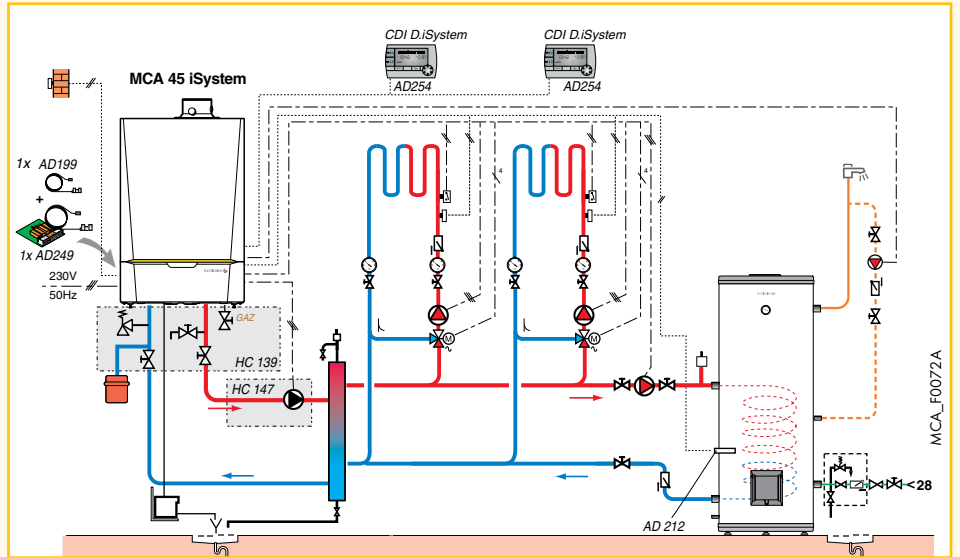 CDI D.iSystem
CDI D.iSystem
AD254
AD254
MCA 45 iSystem
1x AD199
+
1x AD249
230V
50Hz
4
4
GAZ
M
M
HC 139
HC 147
AD 212
<28
MCA_F0072A